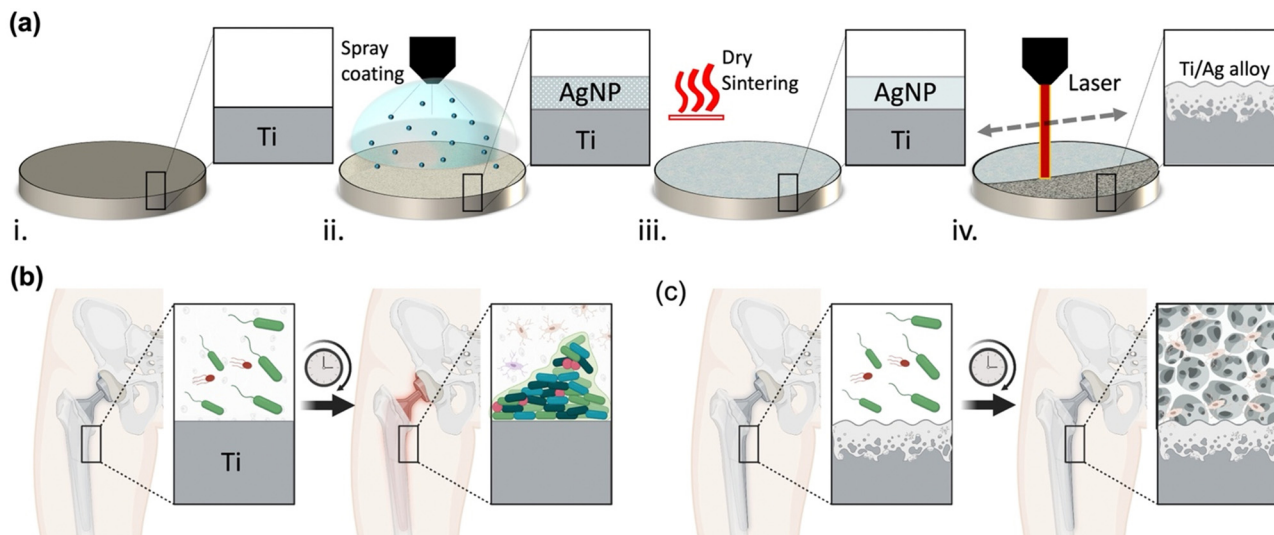 (a)
Ti
i.
Spray
coating
AgNP
Ti
ii.
Dry
Sintering
AgNP
Ti
iii.
Laser
Ti/Ag alloy
iv.
(b)
Ti
(c)